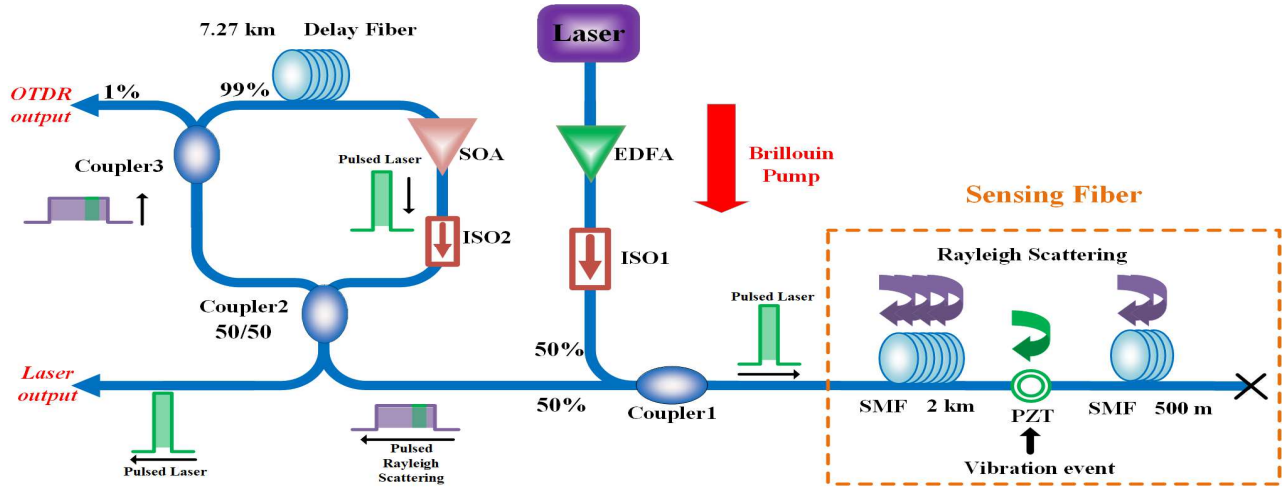 7.27 km Delay Fiber
Laser
OTDR
output
1%
99%
Coupler3
Pulsed Laser
SOA
EDFA
Brillouin
Pump
ISO2
ISO1
Sensing Fiber
Rayleigh Scattering
Coupler2
50/50
Pulsed Laser
50%
Laser
output
50%
Coupler1
SMF 2 km
PZT
SMF 500 m
Pulsed Laser
Pulsed
Rayleigh
Scattering
Vibration event